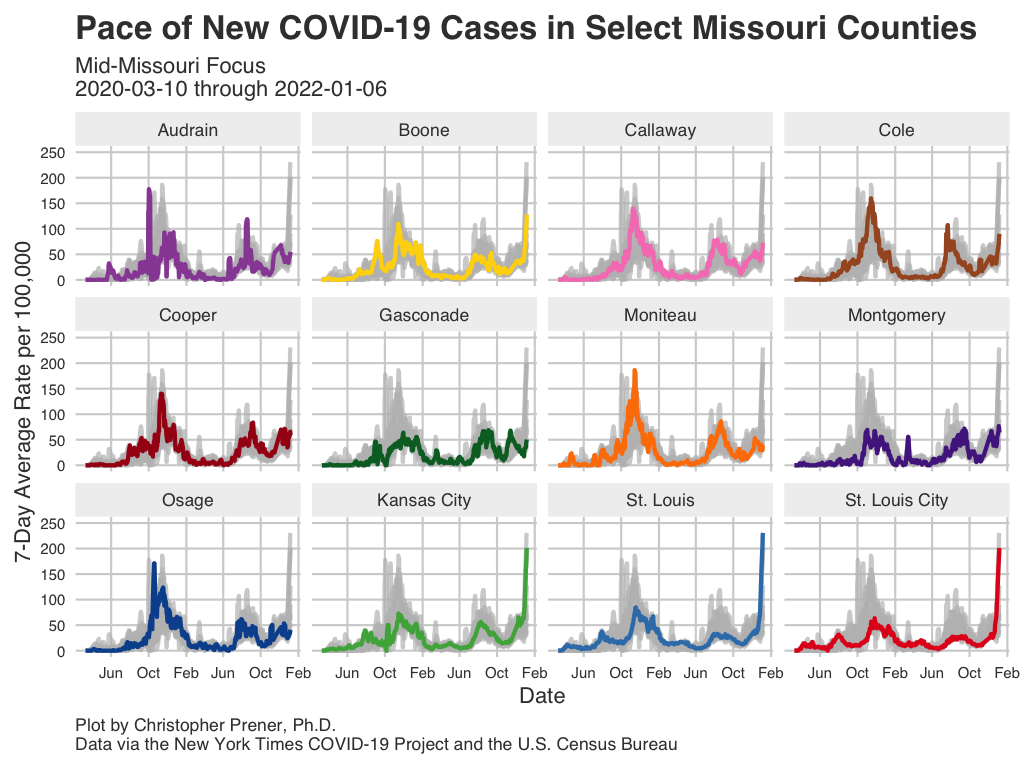 Pace of New COVID-19 Cases in Select Missouri Counties
Mid-Missouri Focus
2020-03-10 through 2022-01-06
Audrain Boone Callaway Cole
250
200
150
100
50
0
Cooper Gasconade Moniteau Montgomery
250
200
150
100
50
0
Osage Kansas City St. Louis St. Louis City
250
200
150
100
50
0
7-Day Average Rate per 100,000
Jun Oct Feb Jun Oct Feb Jun Oct Feb Jun Oct Feb Jun Oct Feb Jun Oct Feb Jun Oct Feb Jun Oct Feb
Date
Plot by Christopher Prener, Ph.D.
Data via the New York Times COVID-19 Project and the U.S. Census Bureau